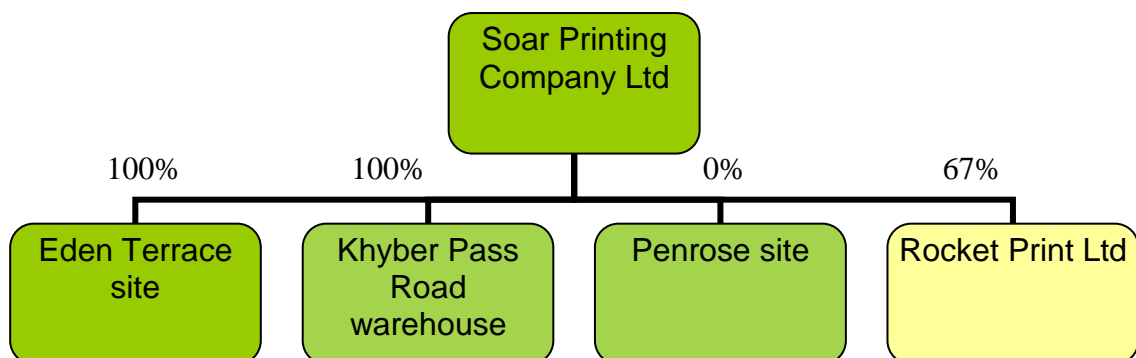 Soar Printing
Company Ltd
100%
100%
0%
67%
Eden Terrace
site
Khyber Pass
Road
warehouse
Penrose site
Rocket Print Ltd